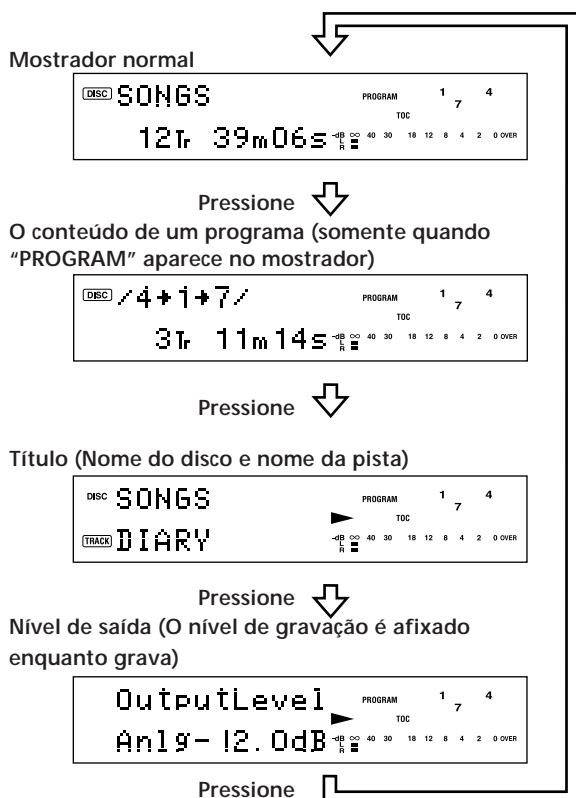 Mostrador normal
DISC SONGS PROGRAM 1 7 4
TOC
12Tr 39m06s -dB L R ∞ 40 30 18 12 8 4 2 0 OVER
Pressione
O conteúdo de um programa (somente quando
“PROGRAM” aparece no mostrador)
DISC /4→1→7/ PROGRAM 1 7 4
TOC
3Tr 11m14s -dB L R ∞ 40 30 18 12 8 4 2 0 OVER
Pressione
Título (Nome do disco e nome da pista)
DISC SONGS PROGRAM 1 7 4
TOC
TRACK DIARY -dB L R ∞ 40 30 18 12 8 4 2 0 OVER
Pressione
Nível de saída (O nível de gravação é afixado
enquanto grava)
OutputLevel PROGRAM 1 7 4
TOC
Anlg-12.0dB -dB L R ∞ 40 30 18 12 8 4 2 0 OVER
Pressione